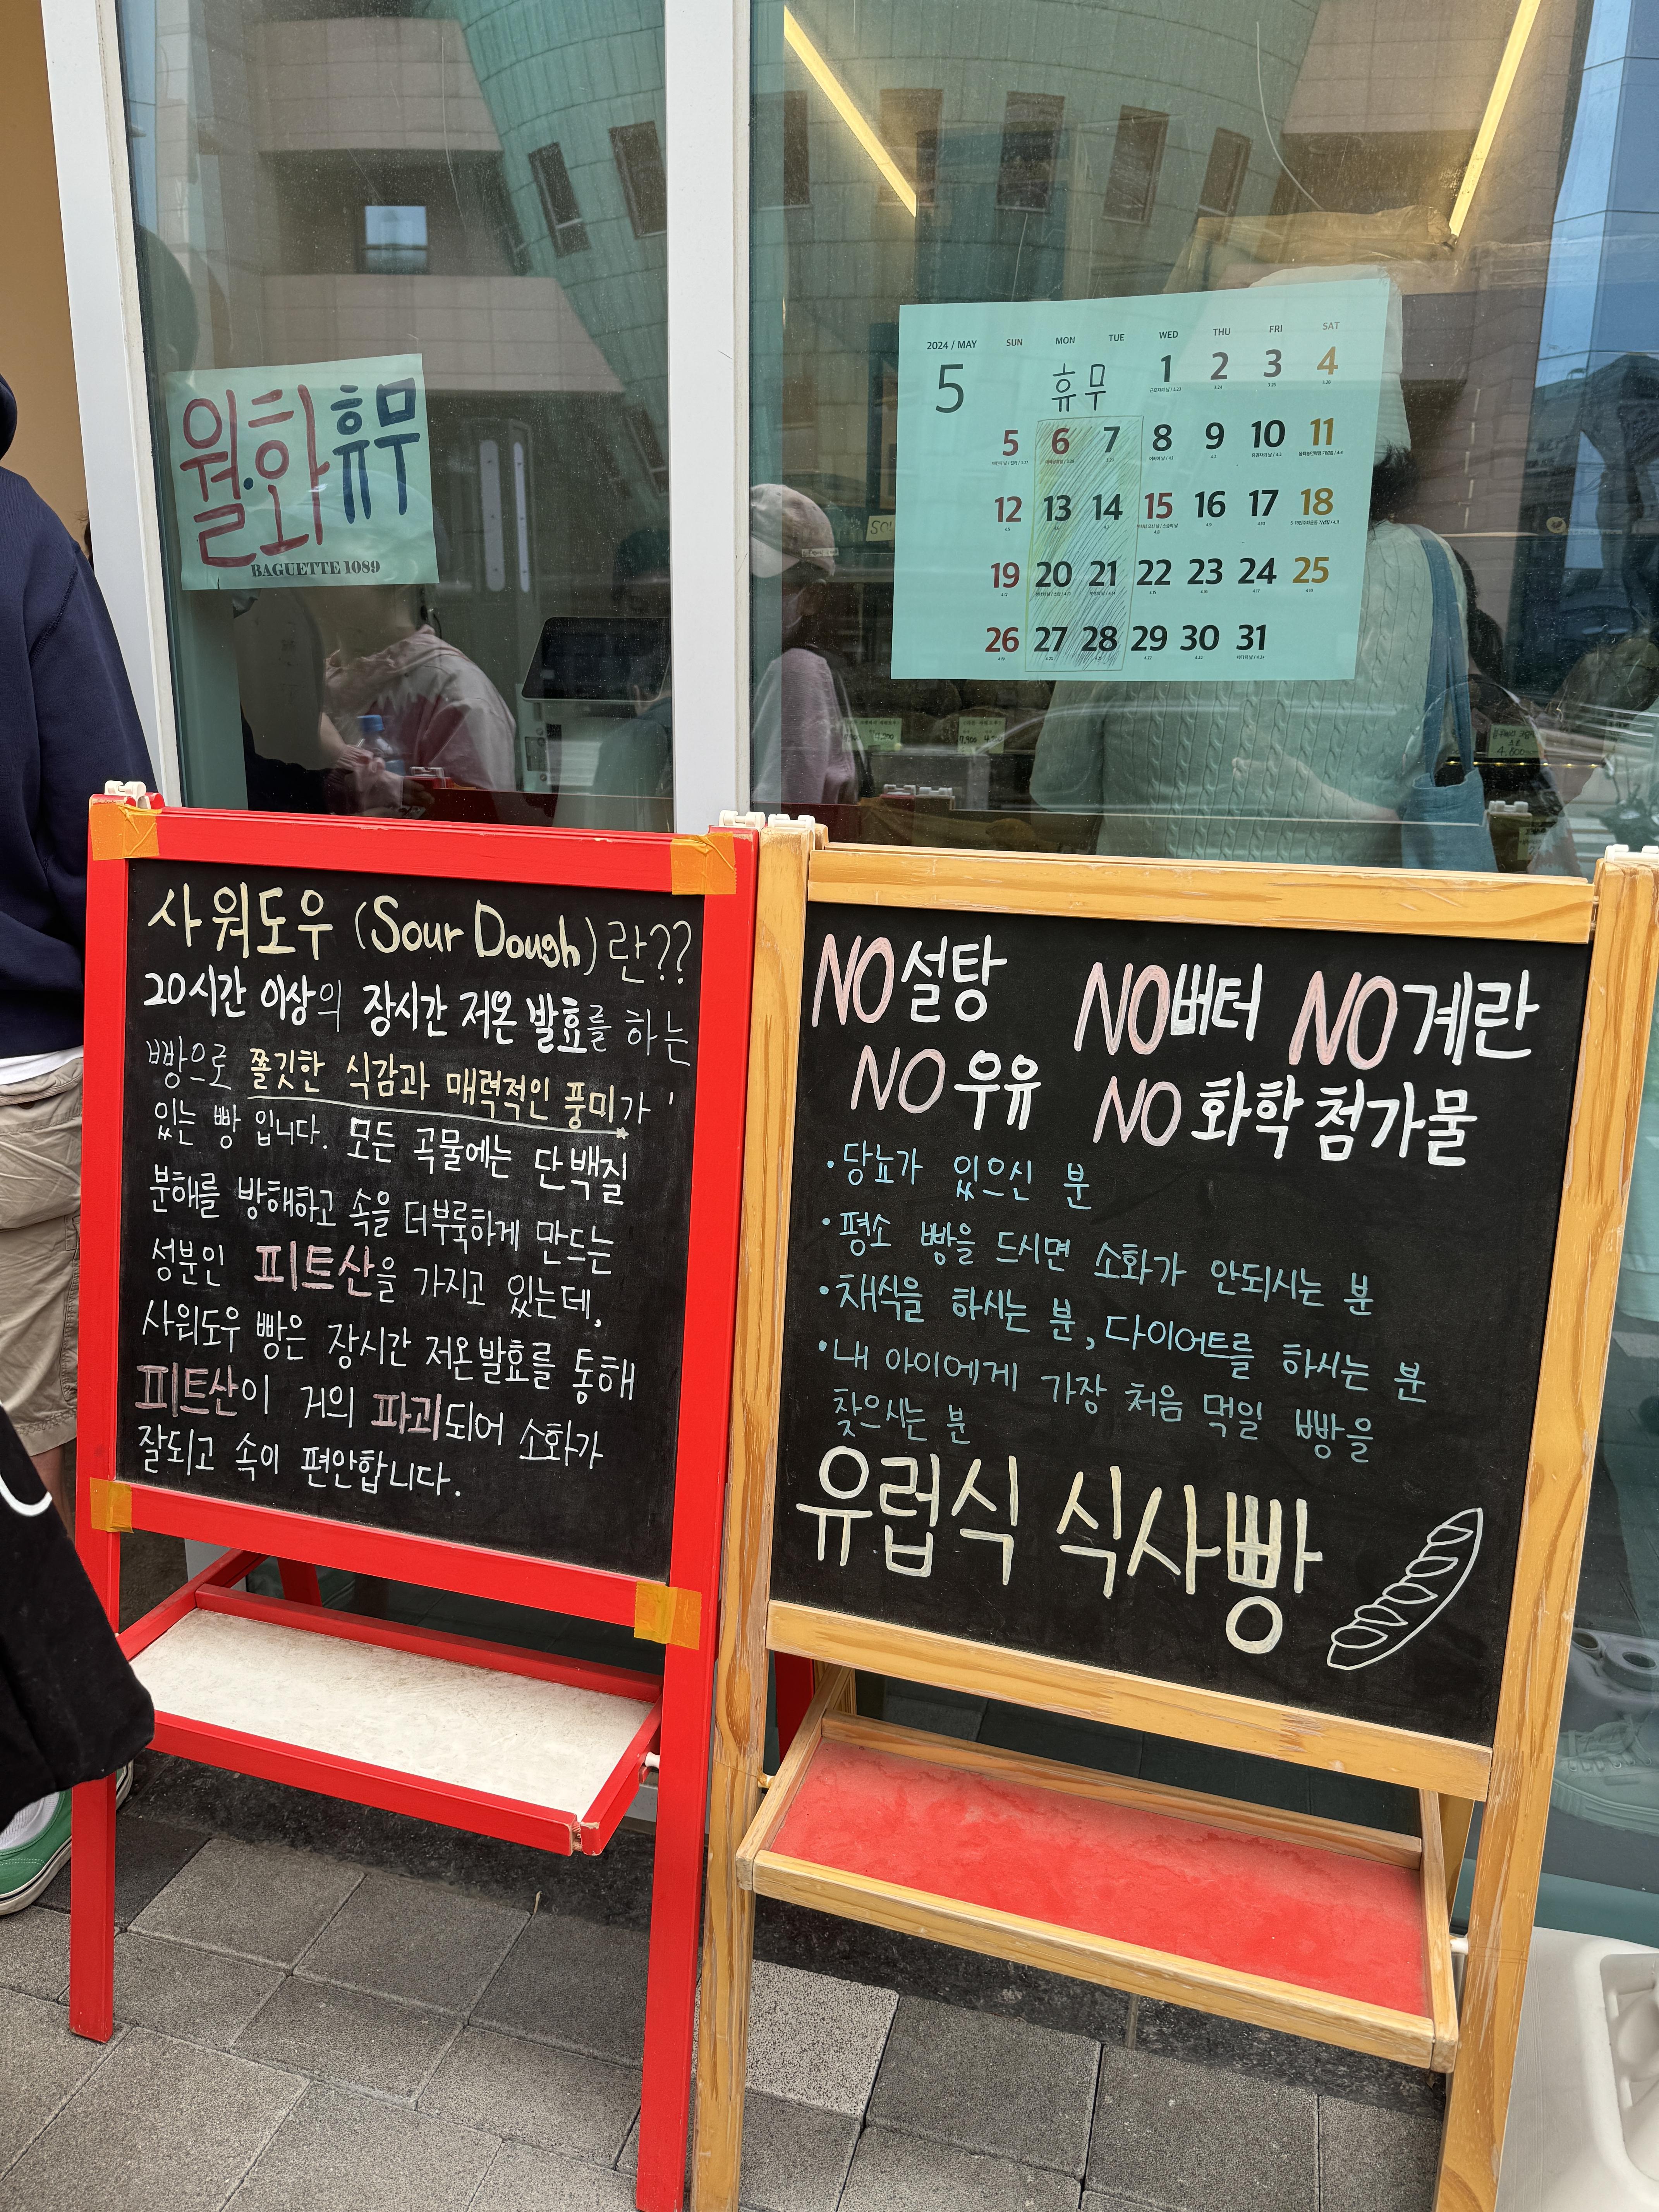 월·화 휴무
BAGUETTE 1089
2024 / MAY SUN MON TUE WED THU FRI SAT
5 휴무 1 2 3 4
5 6 7 8 9 10 11
12 13 14 15 16 17 18
19 20 21 22 23 24 25
26 27 28 29 30 31
사워도우 (Sour Dough)란??
20시간 이상의 장시간 저온 발효를 하는
빵으로 쫄깃한 식감과 매력적인 풍미가
있는 빵 입니다. 모든 곡물에는 단백질
분해를 방해하고 속을 더부룩하게 만드는
성분인 피트산을 가지고 있는데,
사워도우 빵은 장시간 저온발효를 통해
피트산이 거의 파괴되어 소화가
잘되고 속이 편안합니다.
NO 설탕 NO버터 NO 계란
NO 우유 NO 화학 첨가물
·당뇨가 있으신 분
·평소 빵을 드시면 소화가 안되시는 분
·채식을 하시는 분, 다이어트를 하시는 분
·내 아이에게 가장 처음 먹일 빵을
찾으시는 분
유럽식 식사빵